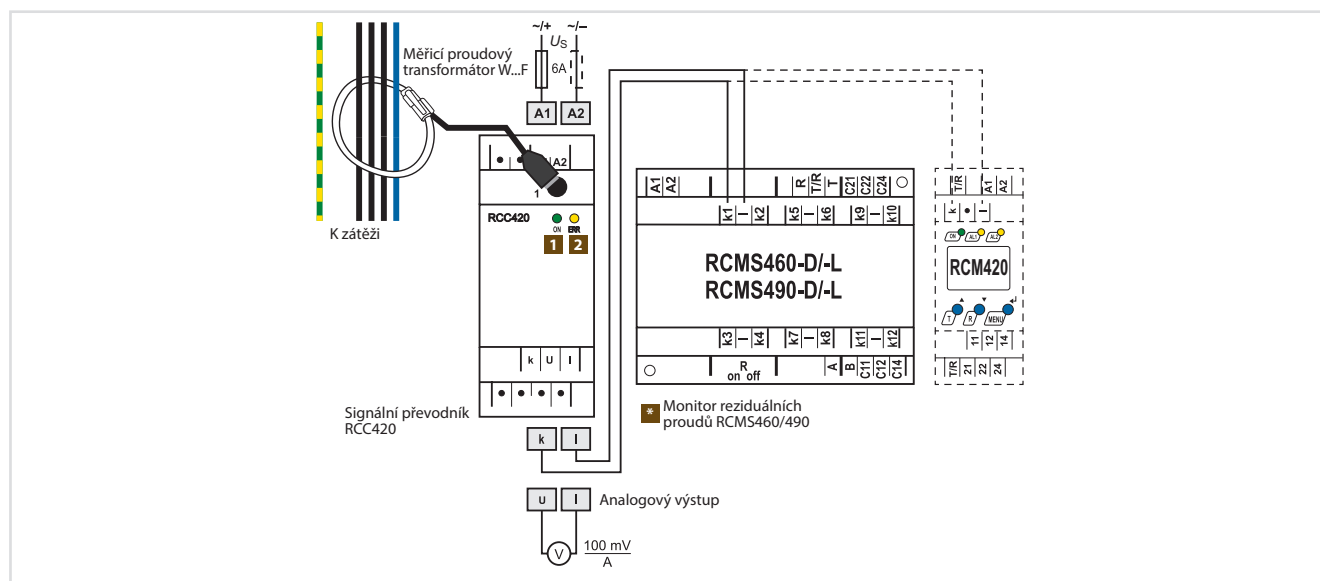 ~/+ ~/−
US
Měřicí proudový
transformátor W...F
6A
A1 A2
A2
1
RCC420
ON ERR
1 2
K zátěži
k U I
Signální převodník
RCC420
k l
U I
Analogový výstup
V
100 mV
A
A1 A2 R T/R T C21 C22 C24
k1 l k2 k5 l k6 k9 l k10
RCMS460-D/-L
RCMS490-D/-L
k3 l k4 k7 l k8 k11 l k12
R
on off
A B C11 C12 C14
* Monitor reziduálních
proudů RCMS460/490
T/R A1 A2
k l
ON AL1 AL2
RCM420
T R MENU
11 12 14
T/R 21 22 24